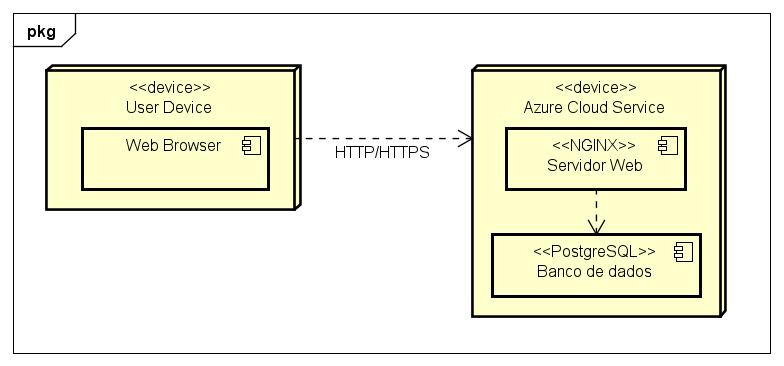 pkg
<<device>>
User Device
Web Browser
HTTP/HTTPS
<<device>>
Azure Cloud Service
<<NGINX>>
Servidor Web
<<PostgreSQL>>
Banco de dados